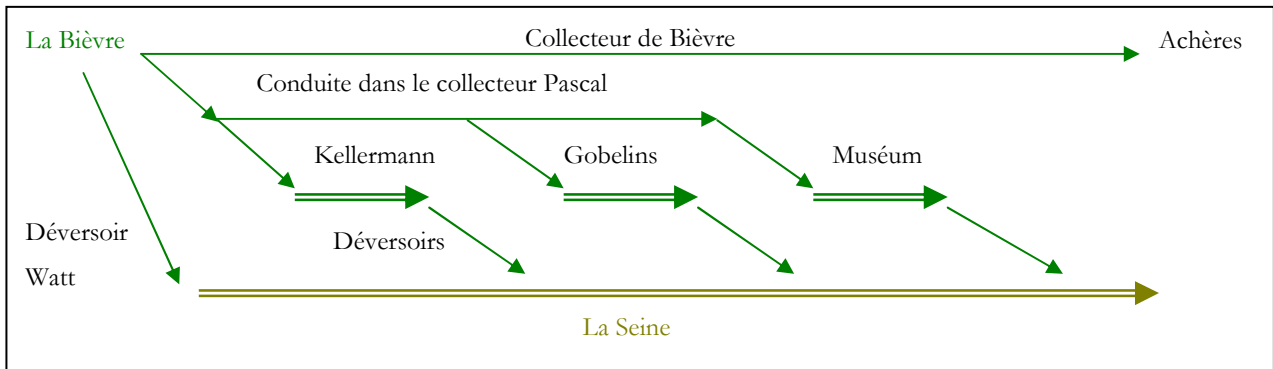 La Bièvre
Collecteur de Bièvre
Achères
Conduite dans le collecteur Pascal
Kellermann
Gobelins
Muséum
Déversoir
Watt
Déversoirs
La Seine